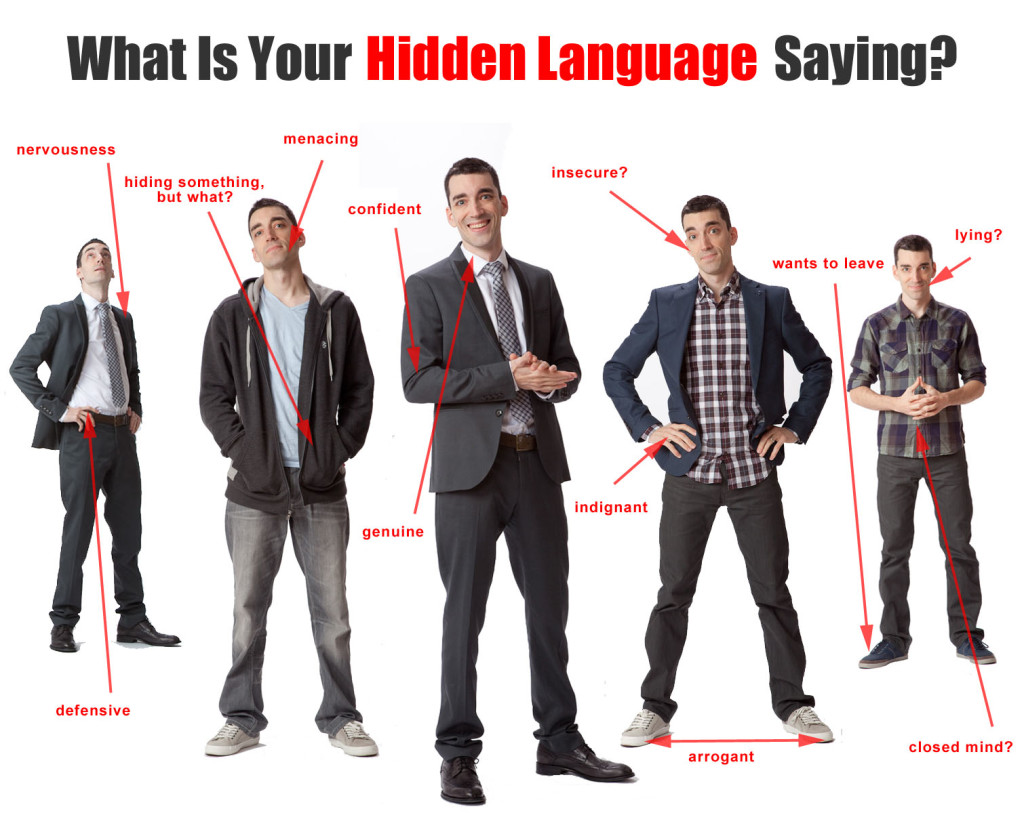 What Is Your Hidden Language Saying?
nervousness
menacing
hiding something,
but what?
confident
insecure?
wants to leave
lying?
genuine
indignant
defensive
arrogant
closed mind?